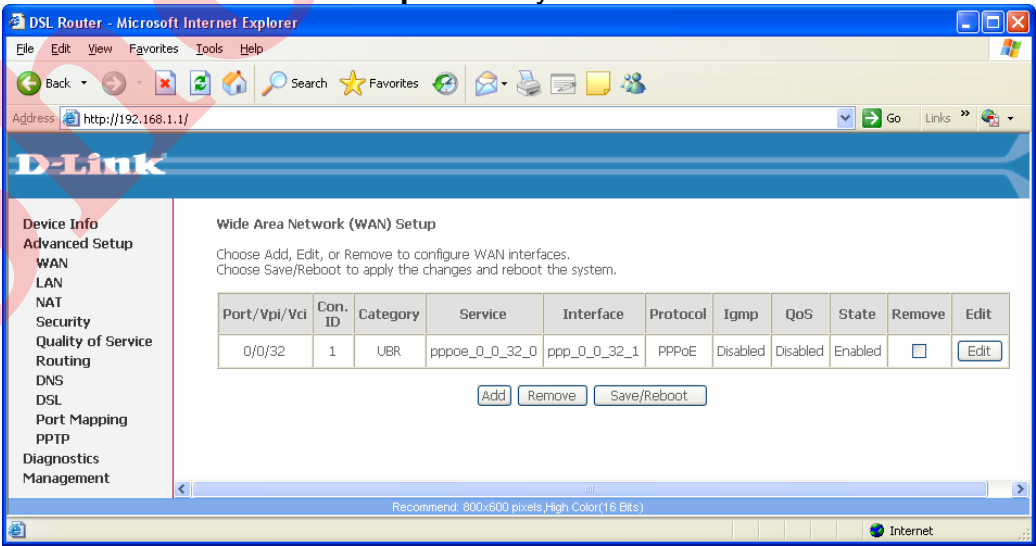 DSL Router - Microsoft Internet Explorer
File Edit View Favorites Tools Help
Back Search Favorites
Address http://192.168.1.1/ Go Links »
D-Link
Device Info
Advanced Setup
WAN
LAN
NAT
Security
Quality of Service
Routing
DNS
DSL
Port Mapping
PPTP
Diagnostics
Management
Wide Area Network (WAN) Setup
Choose Add, Edit, or Remove to configure WAN interfaces.
Choose Save/Reboot to apply the changes and reboot the system.
Port/Vpi/Vci Con. ID Category Service Interface Protocol Igmp QoS State Remove Edit
0/0/32 1 UBR pppoe_0_0_32_0 ppp_0_0_32_1 PPPoE Disabled Disabled Enabled Edit
Add Remove Save/Reboot
Recommend: 800x600 pixels,High Color(16 Bits)
Internet